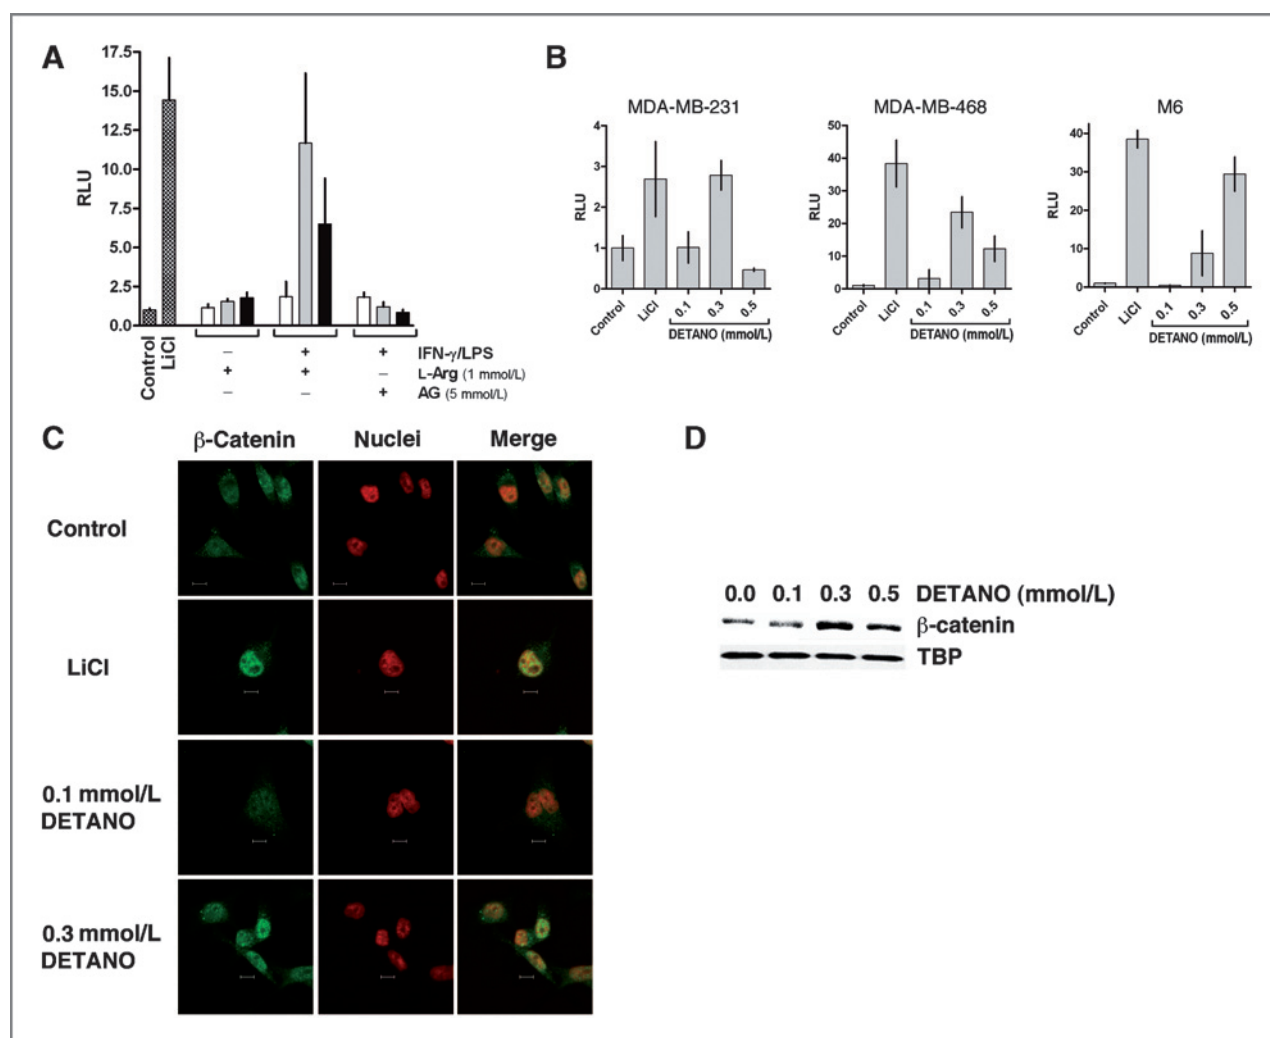 A
17.5
15.0
12.5
10.0
7.5
5.0
2.5
0.0
RLU
Control
LiCl
– + + IFN-γ/LPS
+ + – L-Arg (1 mmol/L)
– – + AG (5 mmol/L)
B
MDA-MB-231
4
3
2
1
0
RLU
Control LiCl 0.1 0.3 0.5
DETANO (mmol/L)
MDA-MB-468
50
40
30
20
10
0
RLU
Control LiCl 0.1 0.3 0.5
DETANO (mmol/L)
M6
40
30
20
10
0
RLU
Control LiCl 0.1 0.3 0.5
DETANO (mmol/L)
C
β-Catenin Nuclei Merge
Control
LiCl
0.1 mmol/L
DETANO
0.3 mmol/L
DETANO
D
0.0 0.1 0.3 0.5 DETANO (mmol/L)
β-catenin
TBP